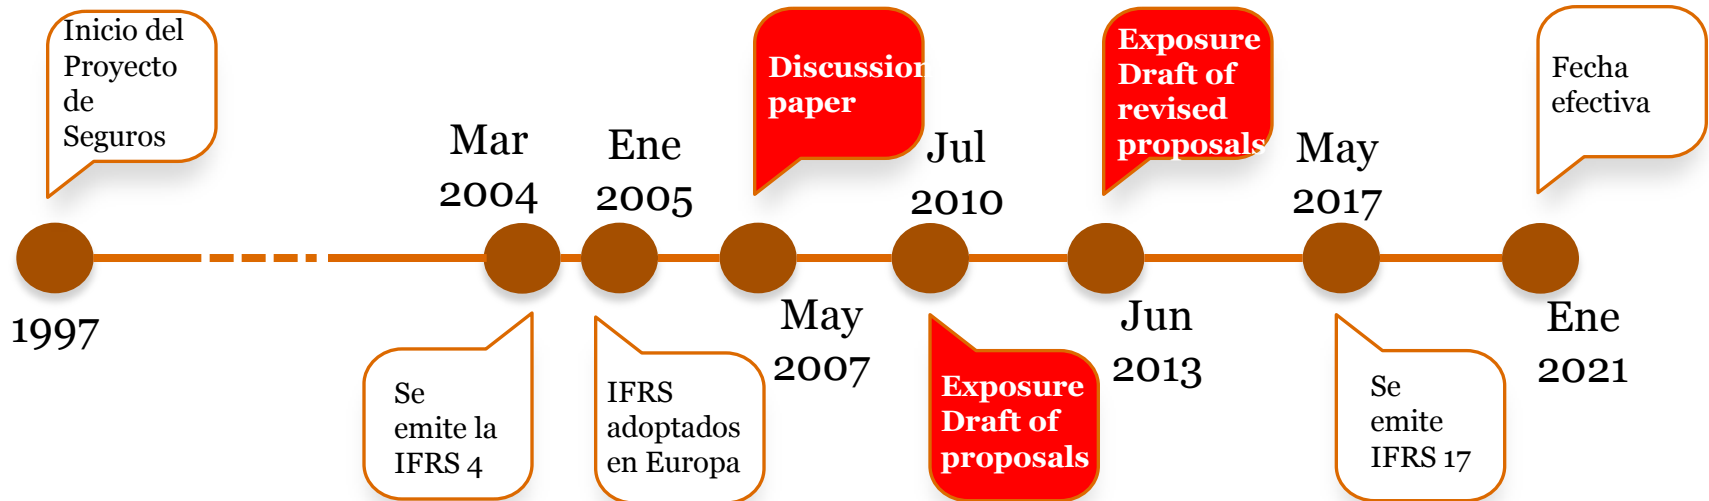 Inicio del
Proyecto
de
Seguros
1997
Mar
2004
Se
emite la
IFRS 4
Ene
2005
IFRS
adoptados
en Europa
Discussion
paper
May
2007
Jul
2010
Exposure
Draft of
proposals
Exposure
Draft of
revised
proposals
Jun
2013
May
2017
Se
emite
IFRS 17
Fecha
efectiva
Ene
2021